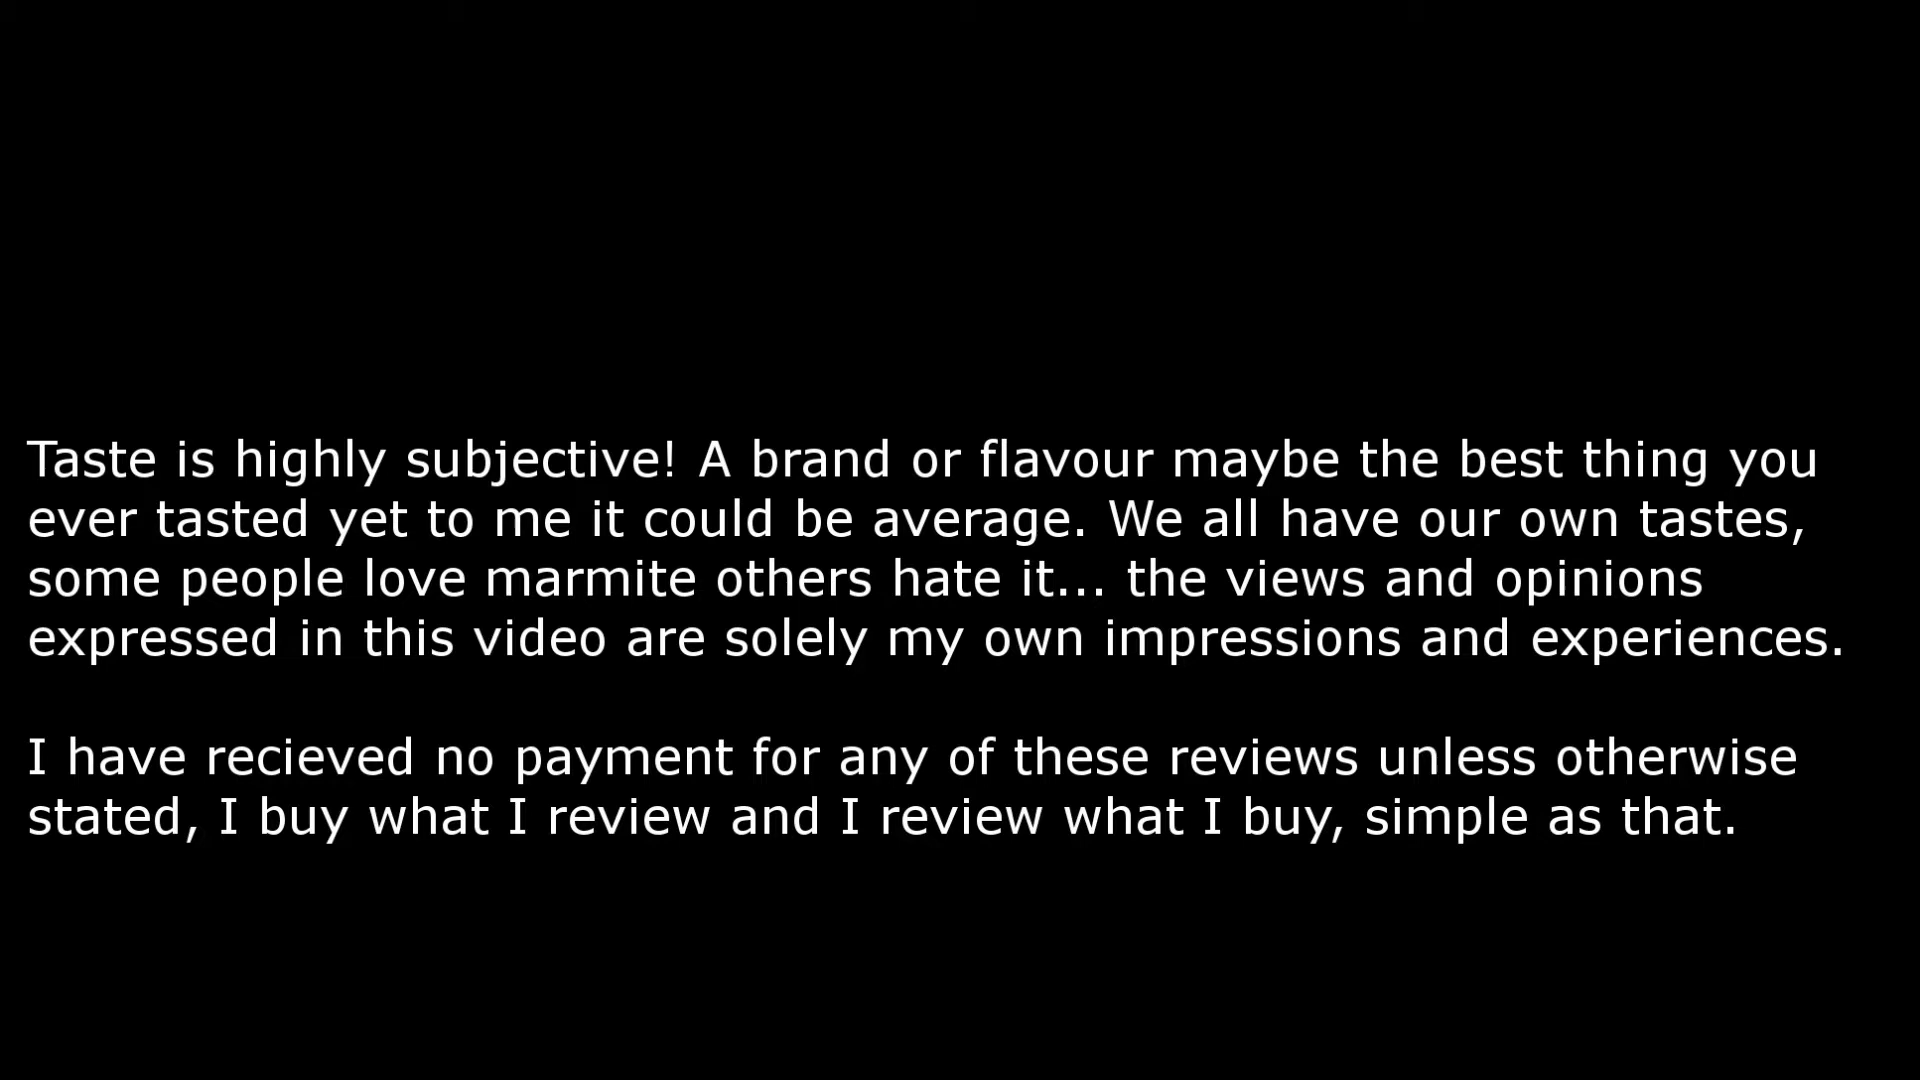 Taste is highly subjective! A brand or flavour maybe the best thing you
ever tasted yet to me it could be average. We all have our own tastes,
some people love marmite others hate it... the views and opinions
expressed in this video are solely my own impressions and experiences.
I have recieved no payment for any of these reviews unless otherwise
stated, I buy what I review and I review what I buy, simple as that.